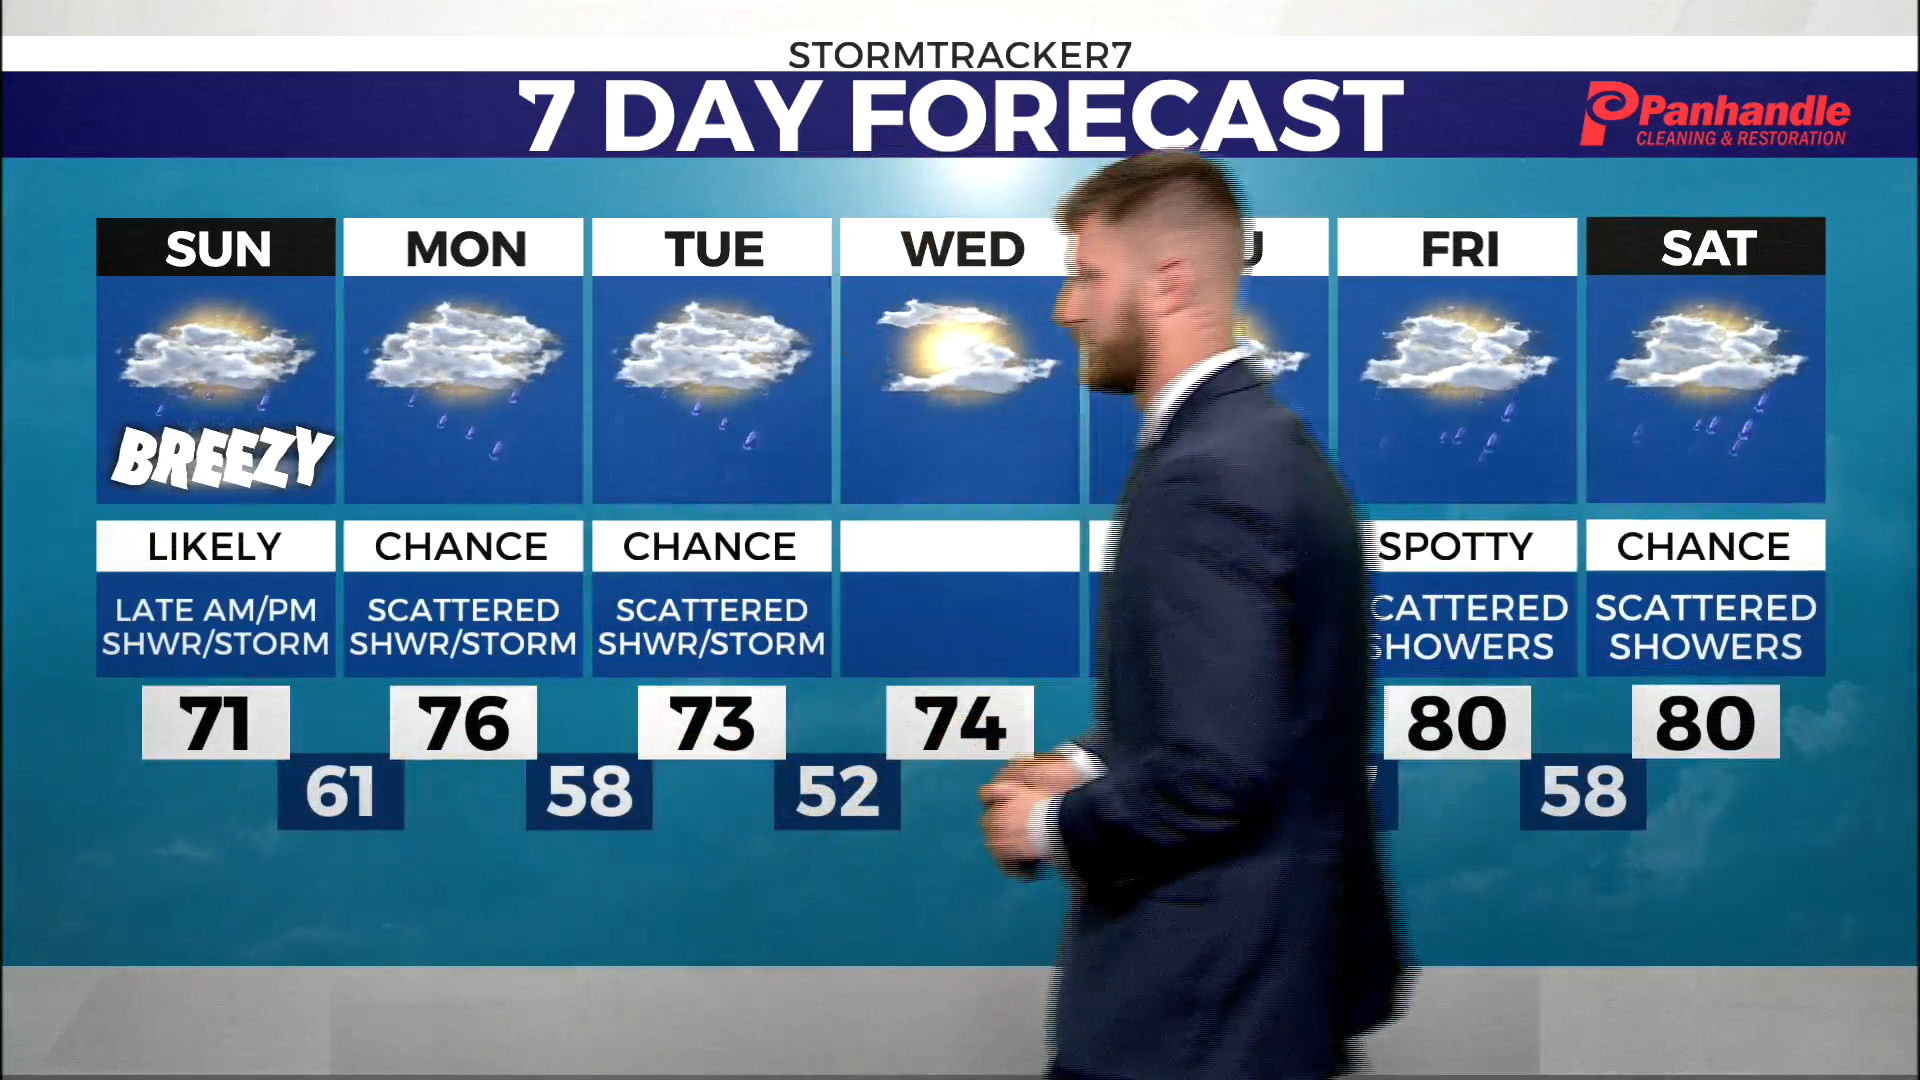 STORMTRACKER7
7 DAY FORECAST
Panhandle
CLEANING & RESTORATION
SUN
MON
TUE
WED
FRI
SAT
BREEZY
LIKELY
CHANCE
CHANCE
SPOTTY
CHANCE
LATE AM/PM
SHWR/STORM
SCATTERED
SHWR/STORM
SCATTERED
SHWR/STORM
CATTERED
HOWERS
SCATTERED
SHOWERS
71
76
73
74
80
80
61
58
52
58